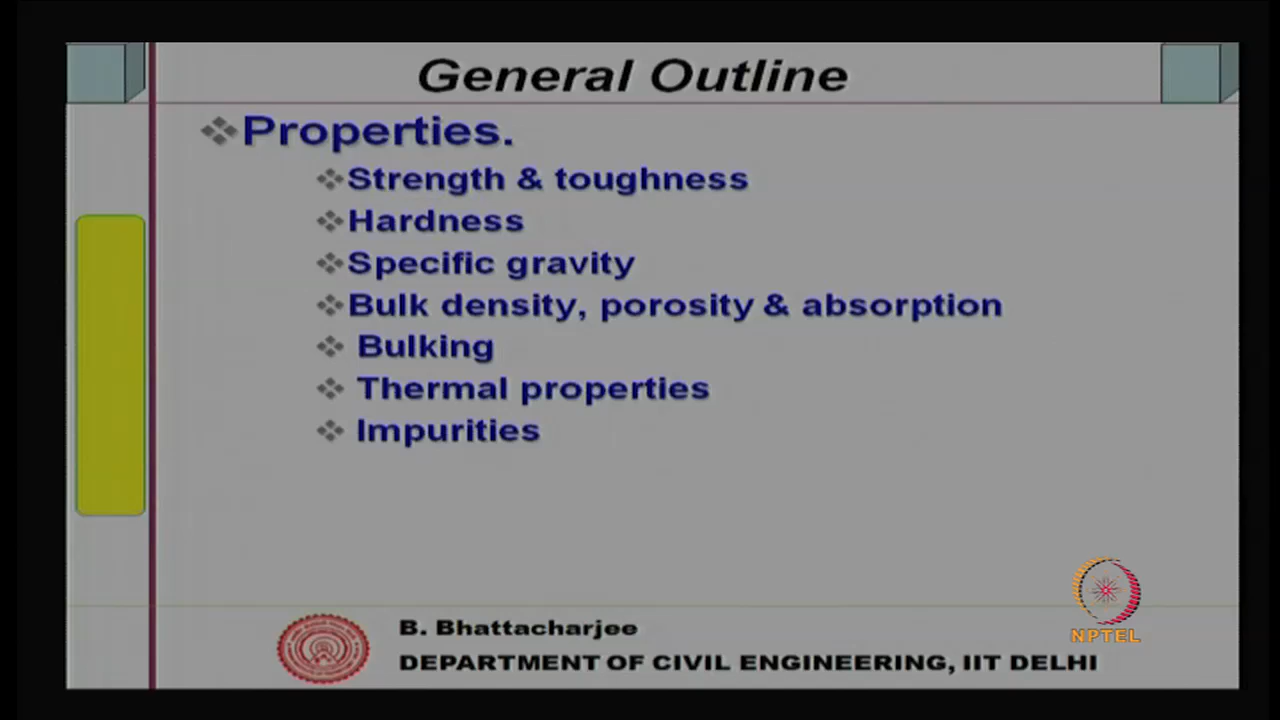 General Outline
Properties.
Strength & toughness
Hardness
Specific gravity
Bulk density, porosity & absorption
Bulking
Thermal properties
Impurities
NPTEL
B. Bhattacharjee
DEPARTMENT OF CIVIL ENGINEERING, IIT DELHI